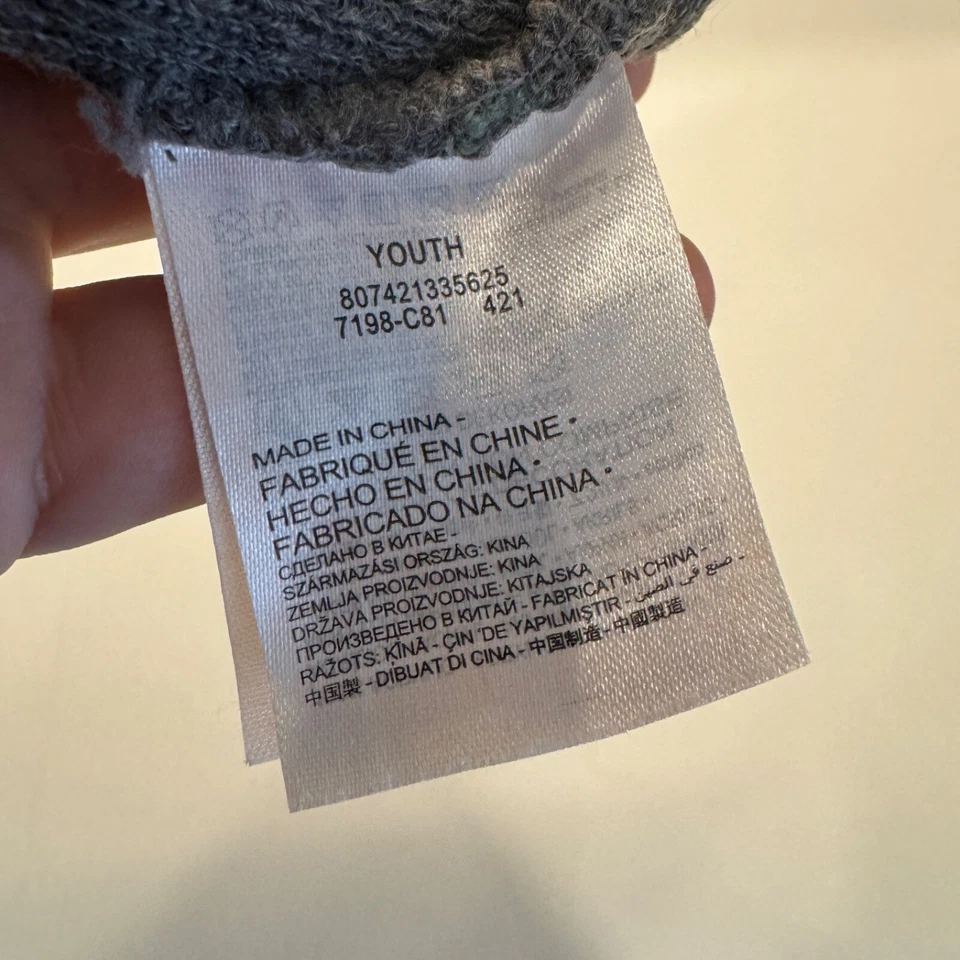 YOUTH
807421335625
7198-C81 421
MADE IN CHINA -
FABRIQUÉ EN CHINE •
HECHO EN CHINA •
FABRICADO NA CHINA •
СДЕЛАНО В КИТАЕ -
SZÁRMAZÁSI ORSZÁG: KINA
ZEMLJA PROIZVODNJE: KINA
DRŽAVA PROIZVODNJE: KITAJSKA
ПРОИЗВЕДЕНО В КИТАЙ - FABRICAT ÎN CHINA -
RAŽOTS: ĶĪNĀ - ÇIN 'DE YAPILMIŞTIR - صنع في الصين -
中国製 - DIBUAT DI CINA - 中国制造 - 中國製造